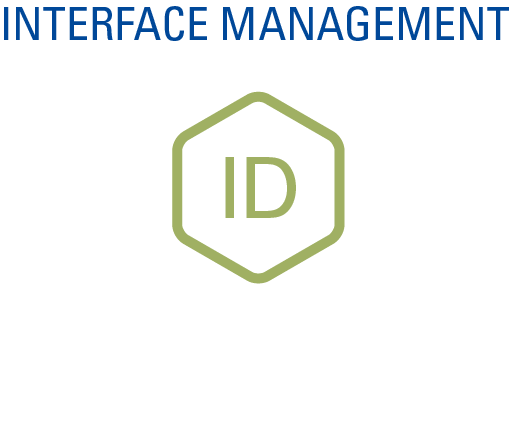 INTERFACE MANAGEMENT
ID